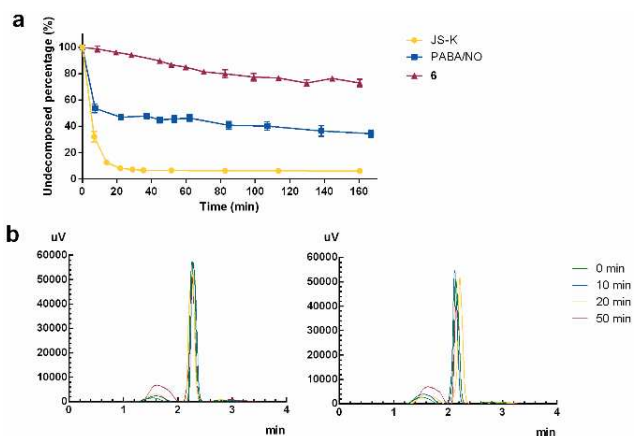 a
Undecomposed percentage (%)
100
80
60
40
20
0
0 20 40 60 80 100 120 140 160
Time (min)
JS-K
PABA/NO
6
b
uV
60000
50000
40000
30000
20000
10000
0
0 1 2 3 4
min
uV
60000
50000
40000
30000
20000
10000
0
0 1 2 3 4
min
0 min
10 min
20 min
50 min